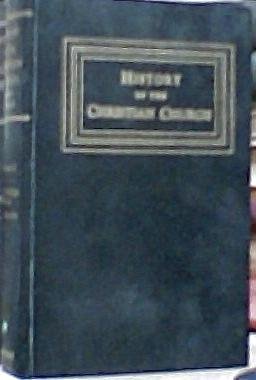 HISTORY
OF THE
CHRISTIAN CHURCH